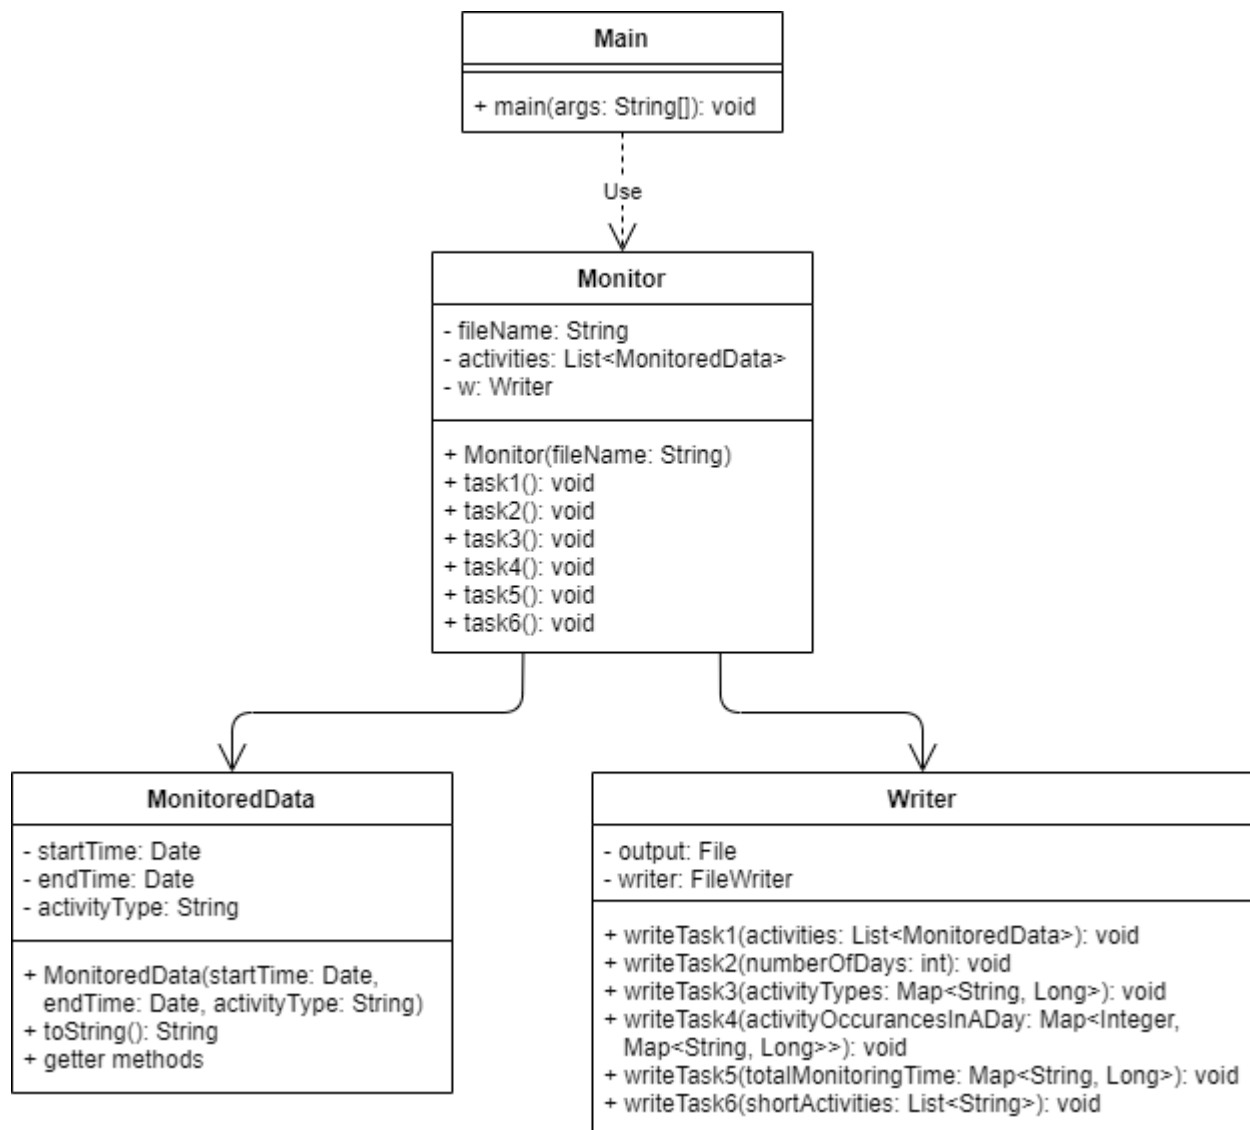 Main
+ main(args: String[]): void
Use
Monitor
- fileName: String
- activities: List<MonitoredData>
- w: Writer
+ Monitor(fileName: String)
+ task1(): void
+ task2(): void
+ task3(): void
+ task4(): void
+ task5(): void
+ task6(): void
MonitoredData
- startTime: Date
- endTime: Date
- activityType: String
+ MonitoredData(startTime: Date,
endTime: Date, activityType: String)
+ toString(): String
+ getter methods
Writer
- output: File
- writer: FileWriter
+ writeTask1(activities: List<MonitoredData>): void
+ writeTask2(numberOfDays: int): void
+ writeTask3(activityTypes: Map<String, Long>): void
+ writeTask4(activityOccurancesInADay: Map<Integer,
Map<String, Long>>): void
+ writeTask5(totalMonitoringTime: Map<String, Long>): void
+ writeTask6(shortActivities: List<String>): void